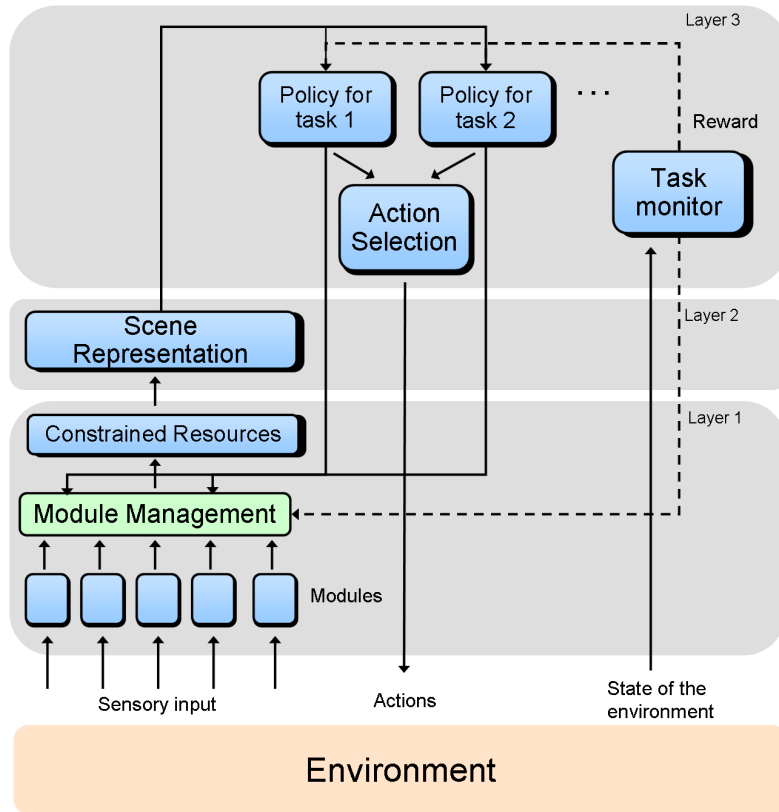 Layer 3
Policy for
task 1
Policy for
task 2
. . .
Reward
Task
monitor
Action
Selection
Layer 2
Scene
Representation
Layer 1
Constrained Resources
Module Management
Modules
Sensory input
Actions
State of the
environment
Environment